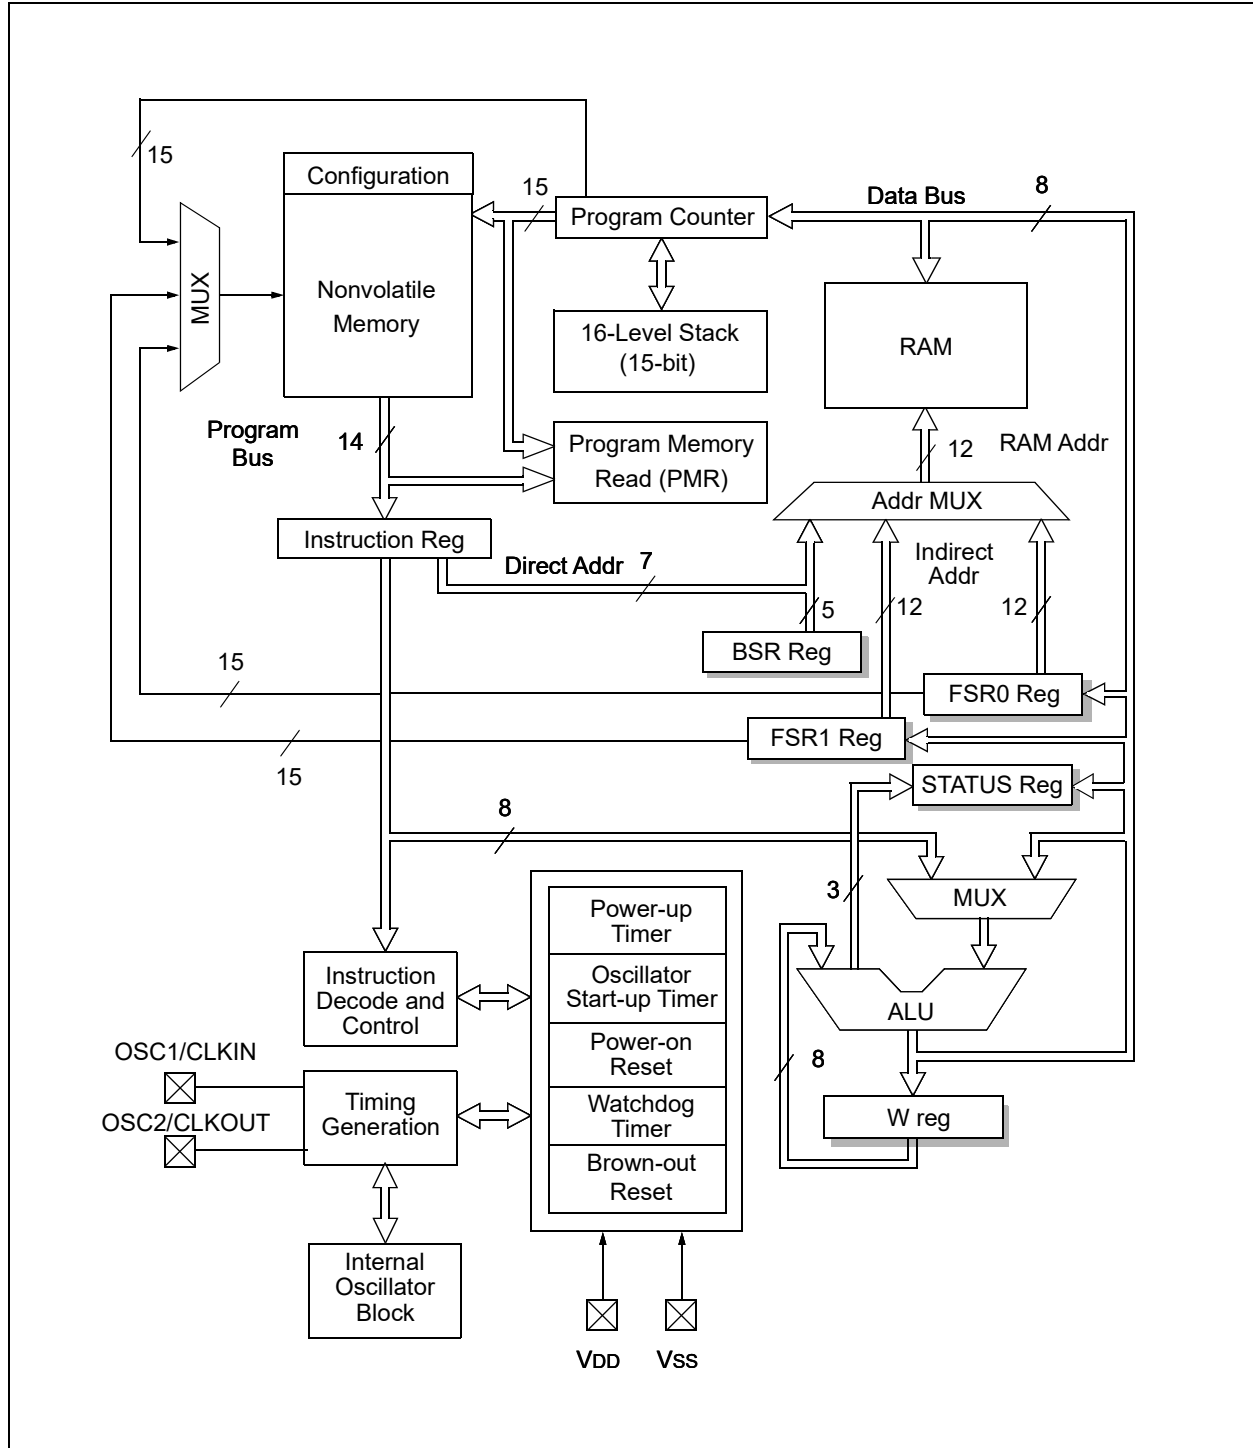 15
Configuration
15
Program Counter
Data Bus
8
MUX
Nonvolatile
Memory
16-Level Stack
(15-bit)
RAM
Program
Bus
14
Program Memory
Read (PMR)
12
RAM Addr
Addr MUX
Instruction Reg
Direct Addr
7
Indirect
Addr
5
12
12
BSR Reg
15
FSR0 Reg
FSR1 Reg
15
STATUS Reg
8
3
MUX
Power-up
Timer
Instruction
Decode and
Control
Oscillator
Start-up Timer
ALU
OSC1/CLKIN
Power-on
Reset
8
OSC2/CLKOUT
Timing
Generation
Watchdog
Timer
W reg
Brown-out
Reset
Internal
Oscillator
Block
VDD
VSS